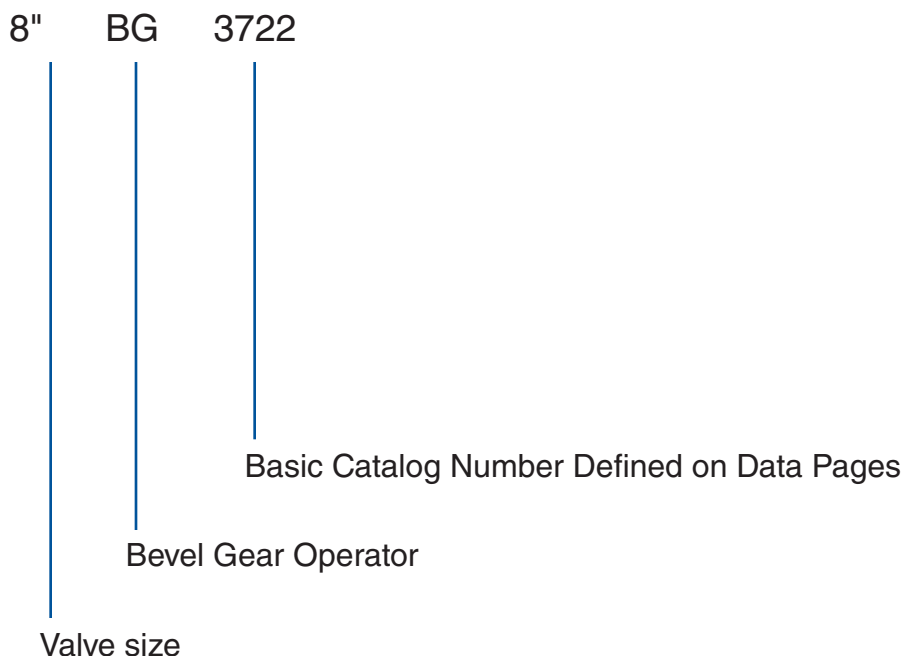 8" BG 3722
Basic Catalog Number Defined on Data Pages
Bevel Gear Operator
Valve size